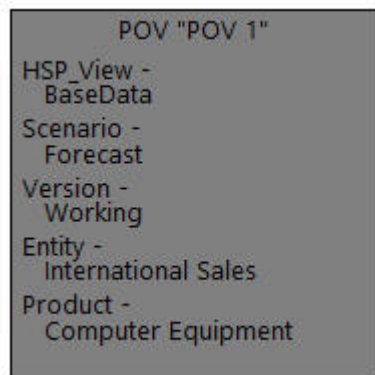 POV "POV 1"
HSP_View -
BaseData
Scenario -
Forecast
Version -
Working
Entity -
International Sales
Product -
Computer Equipment